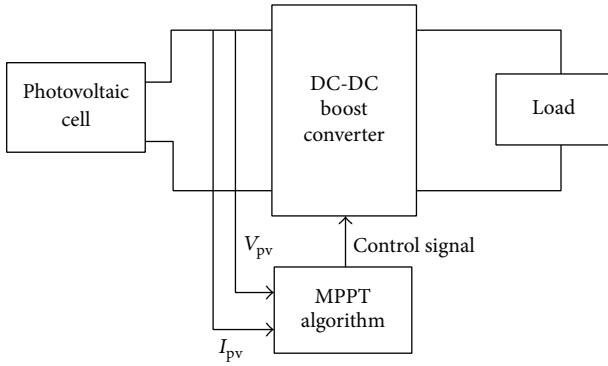 Photovoltaic
cell
DC-DC
boost
converter
Load
V_pv
Control signal
MPPT
algorithm
I_pv